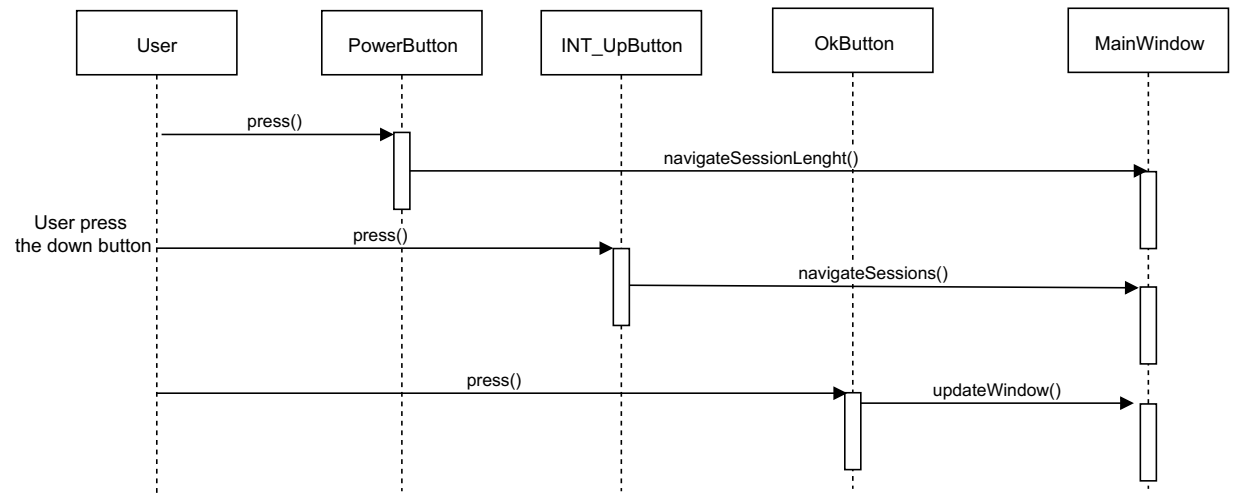 User
PowerButton
INT_UpButton
OkButton
MainWindow
press()
navigateSessionLenght()
User press
the down button
press()
navigateSessions()
press()
updateWindow()